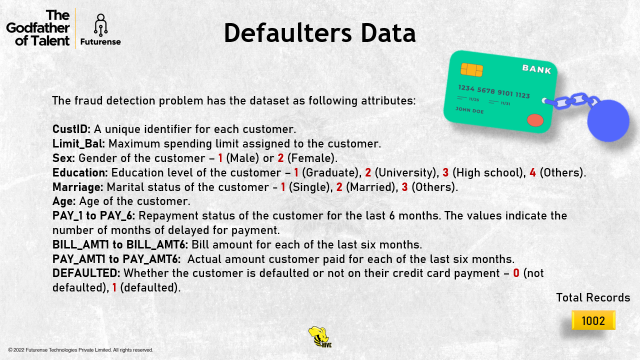 The
Godfather
of Talent
Futurense
Defaulters Data
BANK
1234 5678 9101 1123
JOHN DOE
The fraud detection problem has the dataset as following attributes:
CustID: A unique identifier for each customer.
Limit_Bal: Maximum spending limit assigned to the customer.
Sex: Gender of the customer – 1 (Male) or 2 (Female).
Education: Education level of the customer – 1 (Graduate), 2 (University), 3 (High school), 4 (Others).
Marriage: Marital status of the customer - 1 (Single), 2 (Married), 3 (Others).
Age: Age of the customer.
PAY_1 to PAY_6: Repayment status of the customer for the last 6 months. The values indicate the
number of months of delayed for payment.
BILL_AMT1 to BILL_AMT6: Bill amount for each of the last six months.
PAY_AMT1 to PAY_AMT6: Actual amount customer paid for each of the last six months.
DEFAULTED: Whether the customer is defaulted or not on their credit card payment – 0 (not
defaulted), 1 (defaulted).
Total Records
1002
HIVE
© 2022 Futurense Technologies Private Limited. All rights reserved.